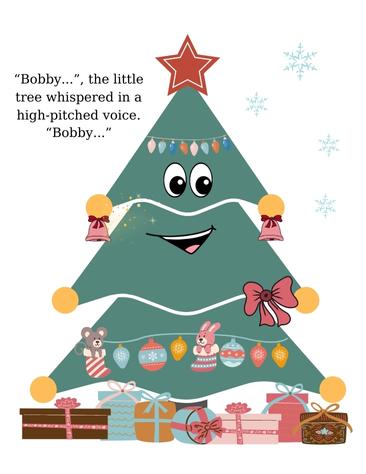 “Bobby...”, the little
tree whispered in a
high-pitched voice.
“Bobby...”